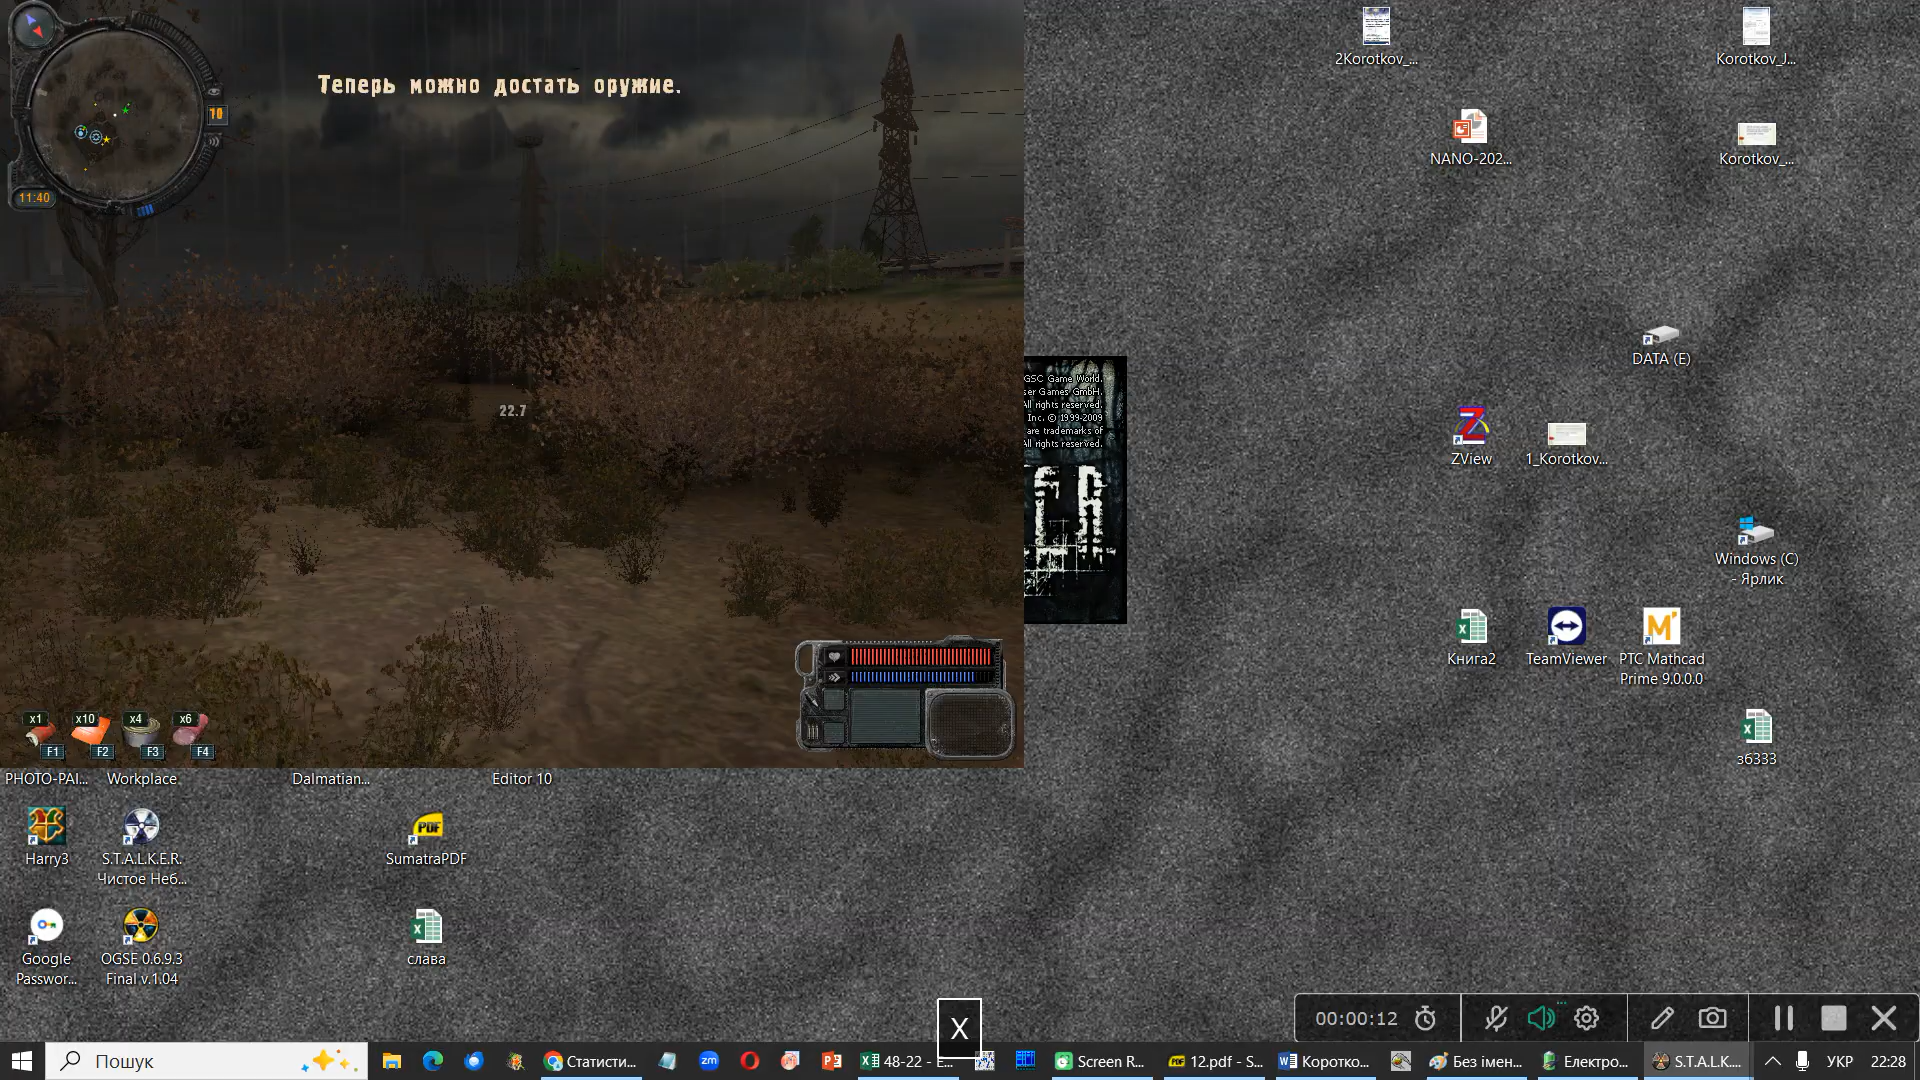 Теперь можно достать оружие.
10
11:40
22.7
x1
x10
x4
x6
F1
F2
F3
F4
GSC Game World.
ser Games GmbH.
All rights reserved.
Inc. © 1999-2009
are trademarks of
All rights reserved.
2Korotkov_...
Korotkov_J...
NANO-202...
Korotkov_...
DATA (E)
ZView
1_Korotkov...
Windows (C)
- Ярлик
Книга2
TeamViewer
PTC Mathcad
Prime 9.0.0.0
з6333
PHOTO-PAI...
Workplace
Dalmatian...
Editor 10
Harry3
S.T.A.L.K.E.R.
Чистое Неб...
SumatraPDF
Google
Passwor...
OGSE 0.6.9.3
Final v.1.04
слава
X
00:00:12
Пошук
Статисти...
48-22 - E...
Screen R...
12.pdf - S...
Коротко...
Без імен...
Електро...
S.T.A.L.K...
УКР
22:28